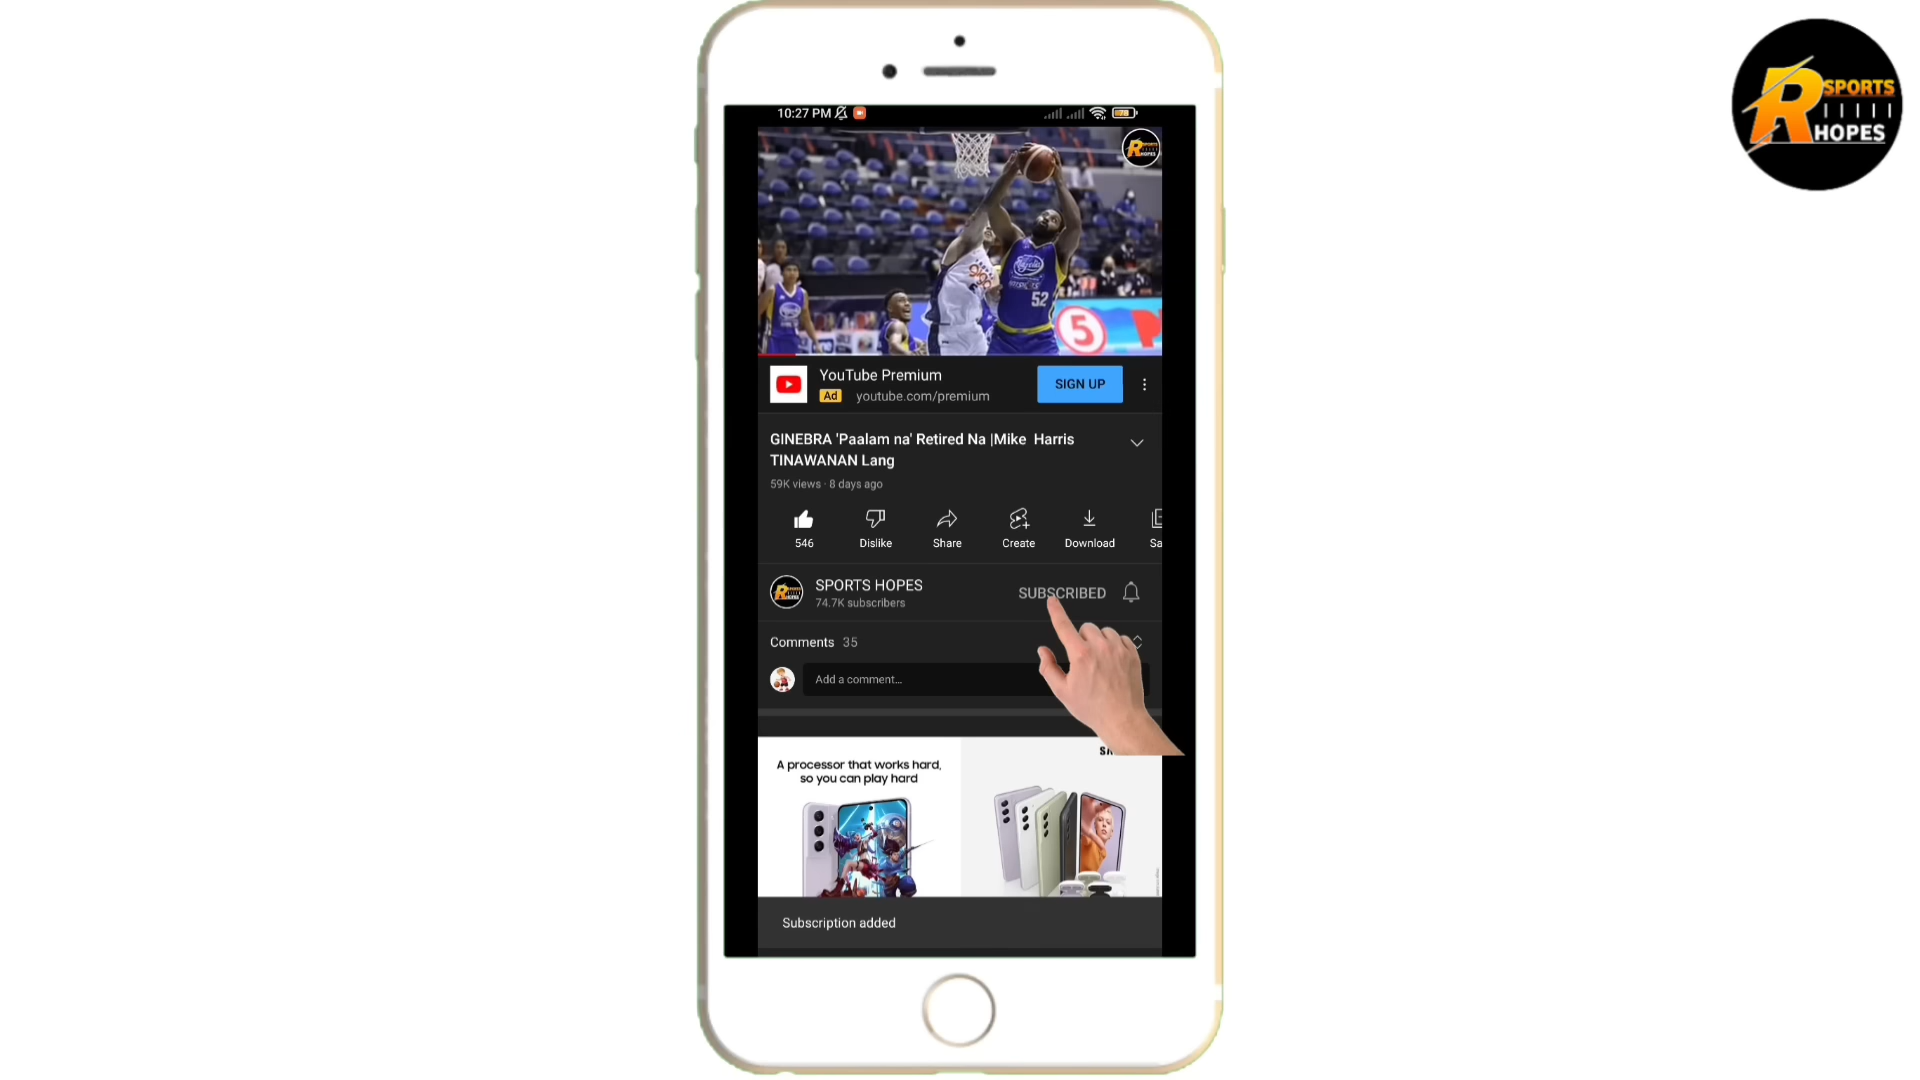 SPORTS
HOPES
10:27 PM
52
5
YouTube Premium
Ad youtube.com/premium
SIGN UP
GINEBRA 'Paalam na' Retired Na |Mike Harris
TINAWANAN Lang
59K views · 8 days ago
546
Dislike
Share
Create
Download
Sa
SPORTS HOPES
74.7K subscribers
SUBSCRIBED
Comments 35
Add a comment...
A processor that works hard,
so you can play hard
Subscription added